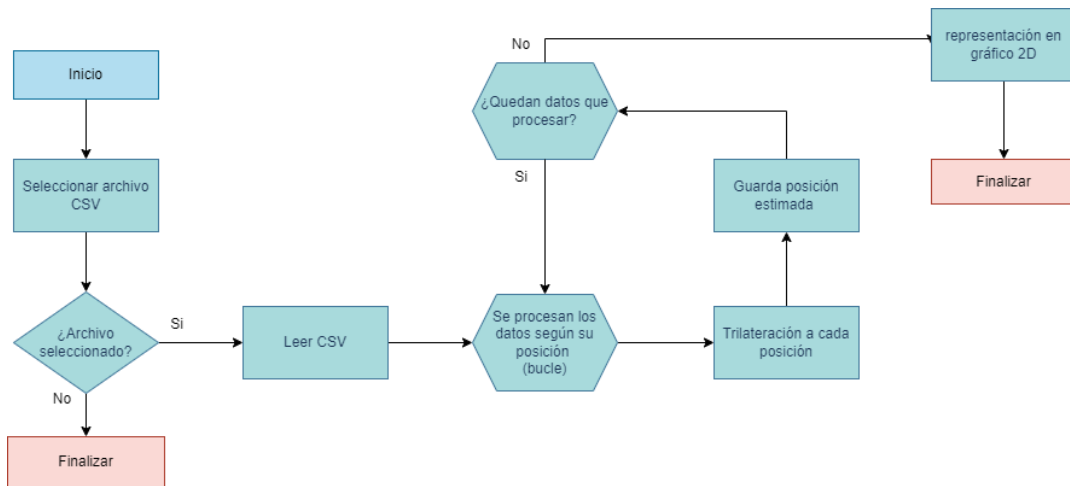 Inicio
Seleccionar archivo
CSV
¿Archivo
seleccionado?
Si
No
Finalizar
Leer CSV
Se procesan los
datos según su
posición
(bucle)
Trilateración a cada
posición
Guarda posición
estimada
¿Quedan datos que
procesar?
Si
No
representación en
gráfico 2D
Finalizar